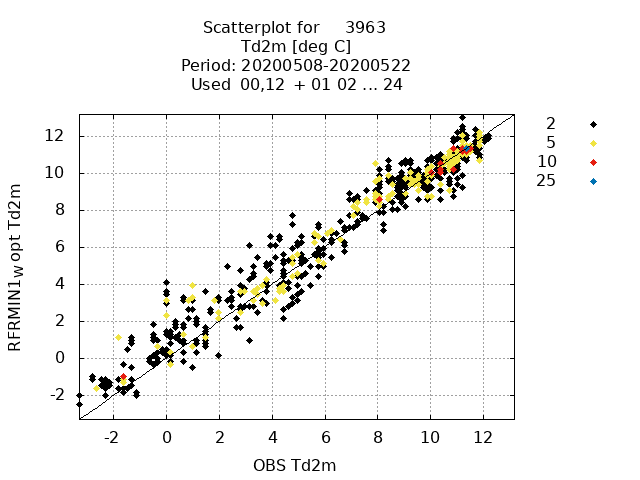 Scatterplot for 3963
Td2m [deg C]
Period: 20200508-20200522
Used 00,12 + 01 02 ... 24
2
5
10
25
12
10
8
6
4
2
0
-2
RFRMIN1W opt Td2m
-2 0 2 4 6 8 10 12
OBS Td2m